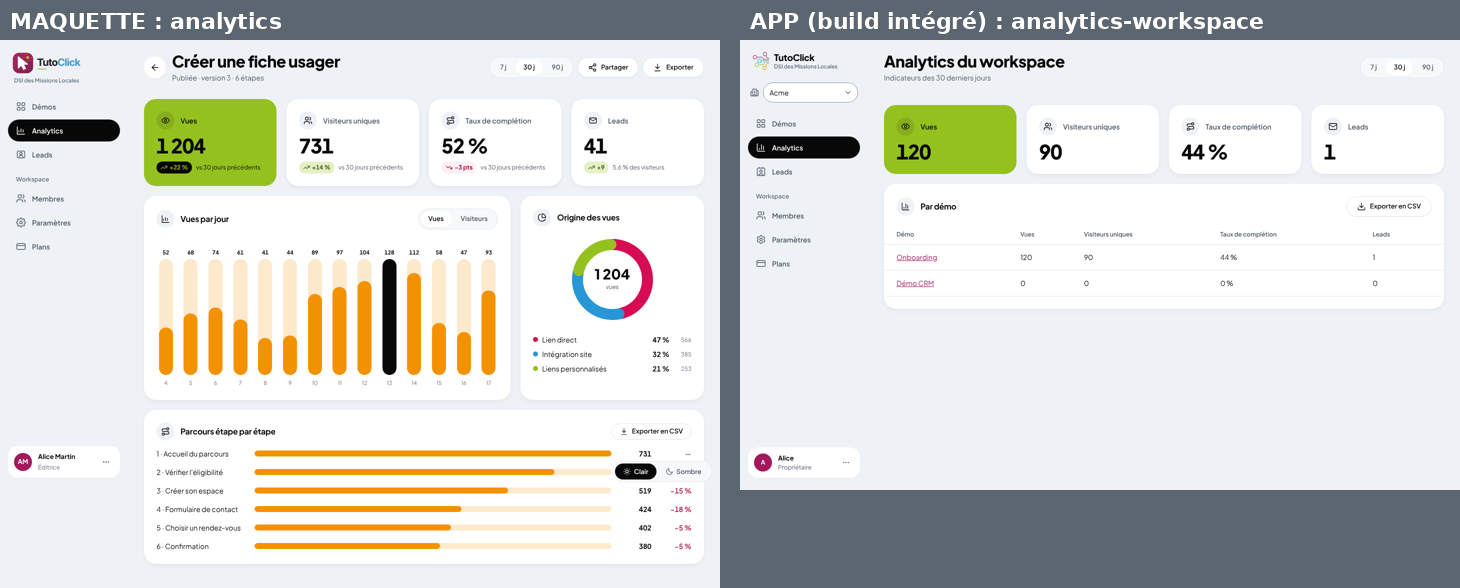 MAQUETTE : analytics
TutoClick
DSI des Missions Locales
Démos
Analytics
Leads
Workspace
Membres
Paramètres
Plans
AM
Alice Martin
Éditrice
Créer une fiche usager
Publiée · version 3 · 6 étapes
7 j 30 j 90 j
Partager
Exporter
Vues
1 204
+22 % vs 30 jours précédents
Visiteurs uniques
731
+14 % vs 30 jours précédents
Taux de complétion
52 %
−3 pts vs 30 jours précédents
Leads
41
+9 5,6 % des visiteurs
Vues par jour
Vues Visiteurs
52 68 74 61 41 44 89 97 104 128 112 58 47 93
4 5 6 7 8 9 10 11 12 13 14 15 16 17
Origine des vues
1 204
vues
Lien direct 47 % 566
Intégration site 32 % 385
Liens personnalisés 21 % 253
Parcours étape par étape
Exporter en CSV
1 · Accueil du parcours 731 —
2 · Vérifier l'éligibilité
Clair Sombre
3 · Créer son espace 519 −15 %
4 · Formulaire de contact 424 −18 %
5 · Choisir un rendez-vous 402 −5 %
6 · Confirmation 380 −5 %
APP (build intégré) : analytics-workspace
TutoClick
DSI des Missions Locales
Acme
Démos
Analytics
Leads
Workspace
Membres
Paramètres
Plans
A
Alice
Propriétaire
Analytics du workspace
Indicateurs des 30 derniers jours
7 j 30 j 90 j
Vues
120
Visiteurs uniques
90
Taux de complétion
44 %
Leads
1
Par démo
Exporter en CSV
Démo Vues Visiteurs uniques Taux de complétion Leads
Onboarding 120 90 44 % 1
Démo CRM 0 0 0 % 0